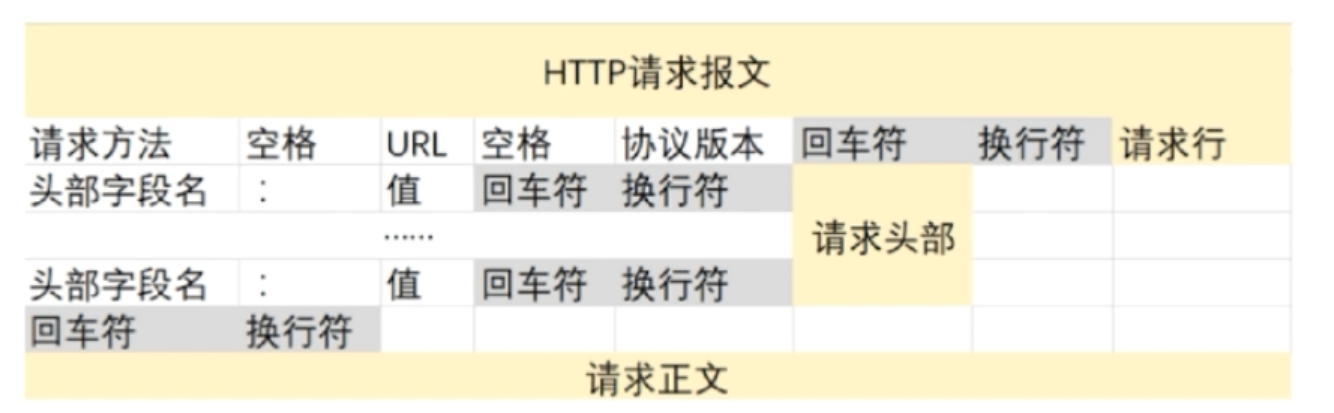 HTTP请求报文
请求方法 空格 URL 空格 协议版本 回车符 换行符 请求行
头部字段名 : 值 回车符 换行符
…… 请求头部
头部字段名 : 值 回车符 换行符
回车符 换行符
请求正文